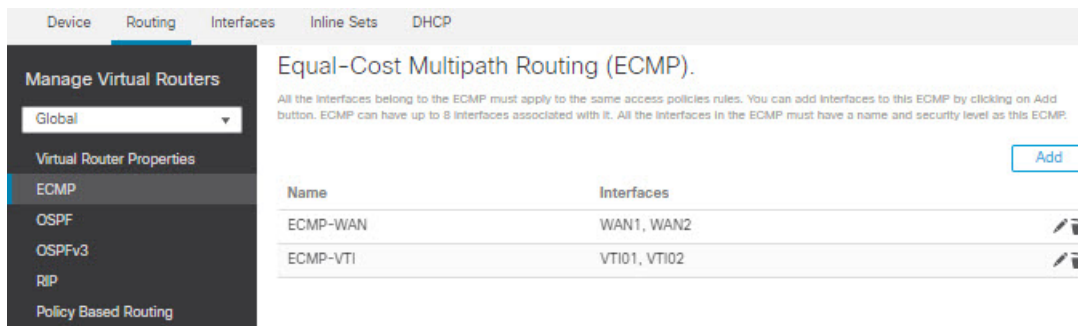 Device Routing Interfaces Inline Sets DHCP
Manage Virtual Routers
Global
Virtual Router Properties
ECMP
OSPF
OSPFv3
RIP
Policy Based Routing
Equal-Cost Multipath Routing (ECMP).
All the interfaces belong to the ECMP must apply to the same access policies rules. You can add interfaces to this ECMP by clicking on Add
button. ECMP can have up to 8 interfaces associated with it. All the interfaces in the ECMP must have a name and security level as this ECMP.
Add
Name Interfaces
ECMP-WAN WAN1, WAN2
ECMP-VTI VTI01, VTI02